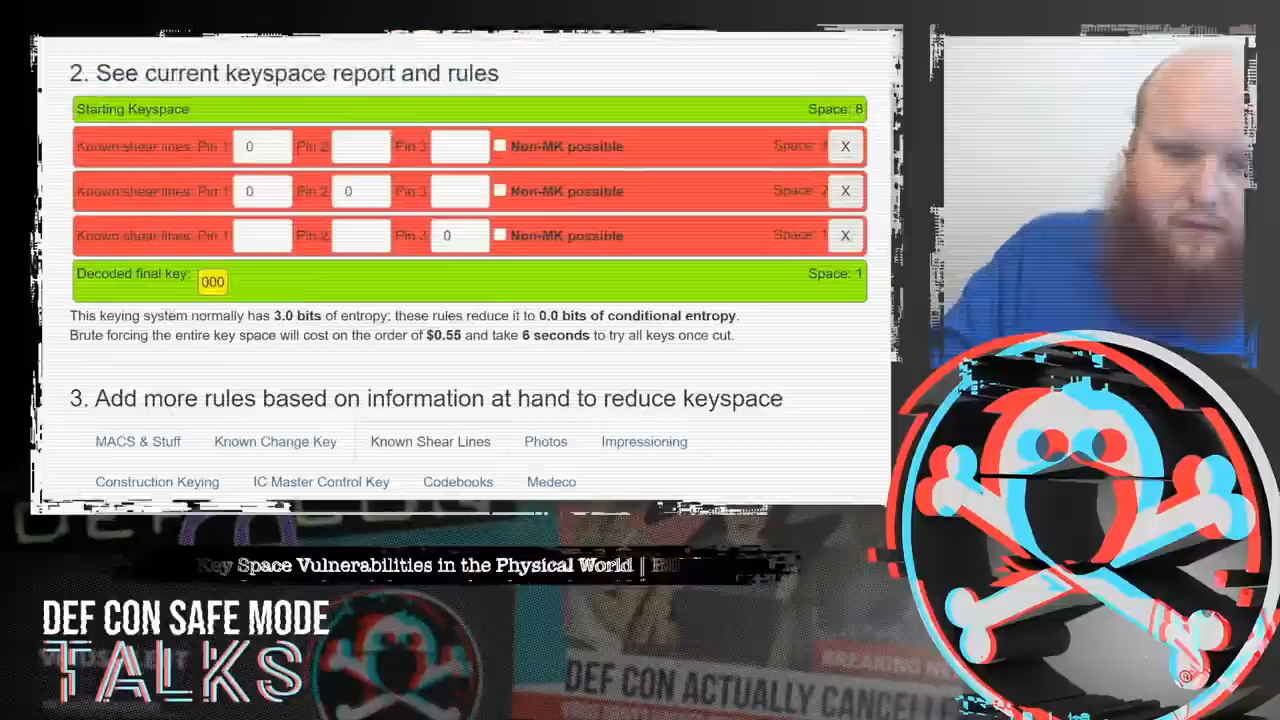 2. See current keyspace report and rules
Starting Keyspace Space: 8
Known shear lines: Pin 1 0 Pin 2 Pin 3 Non-MK possible Space: X
Known shear lines: Pin 1 0 Pin 2 0 Pin 3 Non-MK possible Space: 2 X
Known shear lines: Pin 1 Pin 2 Pin 3 0 Non-MK possible Space: 1 X
Decoded final key: 000 Space: 1
This keying system normally has 3.0 bits of entropy; these rules reduce it to 0.0 bits of conditional entropy.
Brute forcing the entire key space will cost on the order of $0.55 and take 6 seconds to try all keys once cut.
3. Add more rules based on information at hand to reduce keyspace
MACS & Stuff Known Change Key Known Shear Lines Photos Impressioning
Construction Keying IC Master Control Key Codebooks Medeco
Key Space Vulnerabilities in the Physical World |
DEF CON SAFE MODE
TALKS
BREAKING
DEF CON ACTUALLY CANCELLE